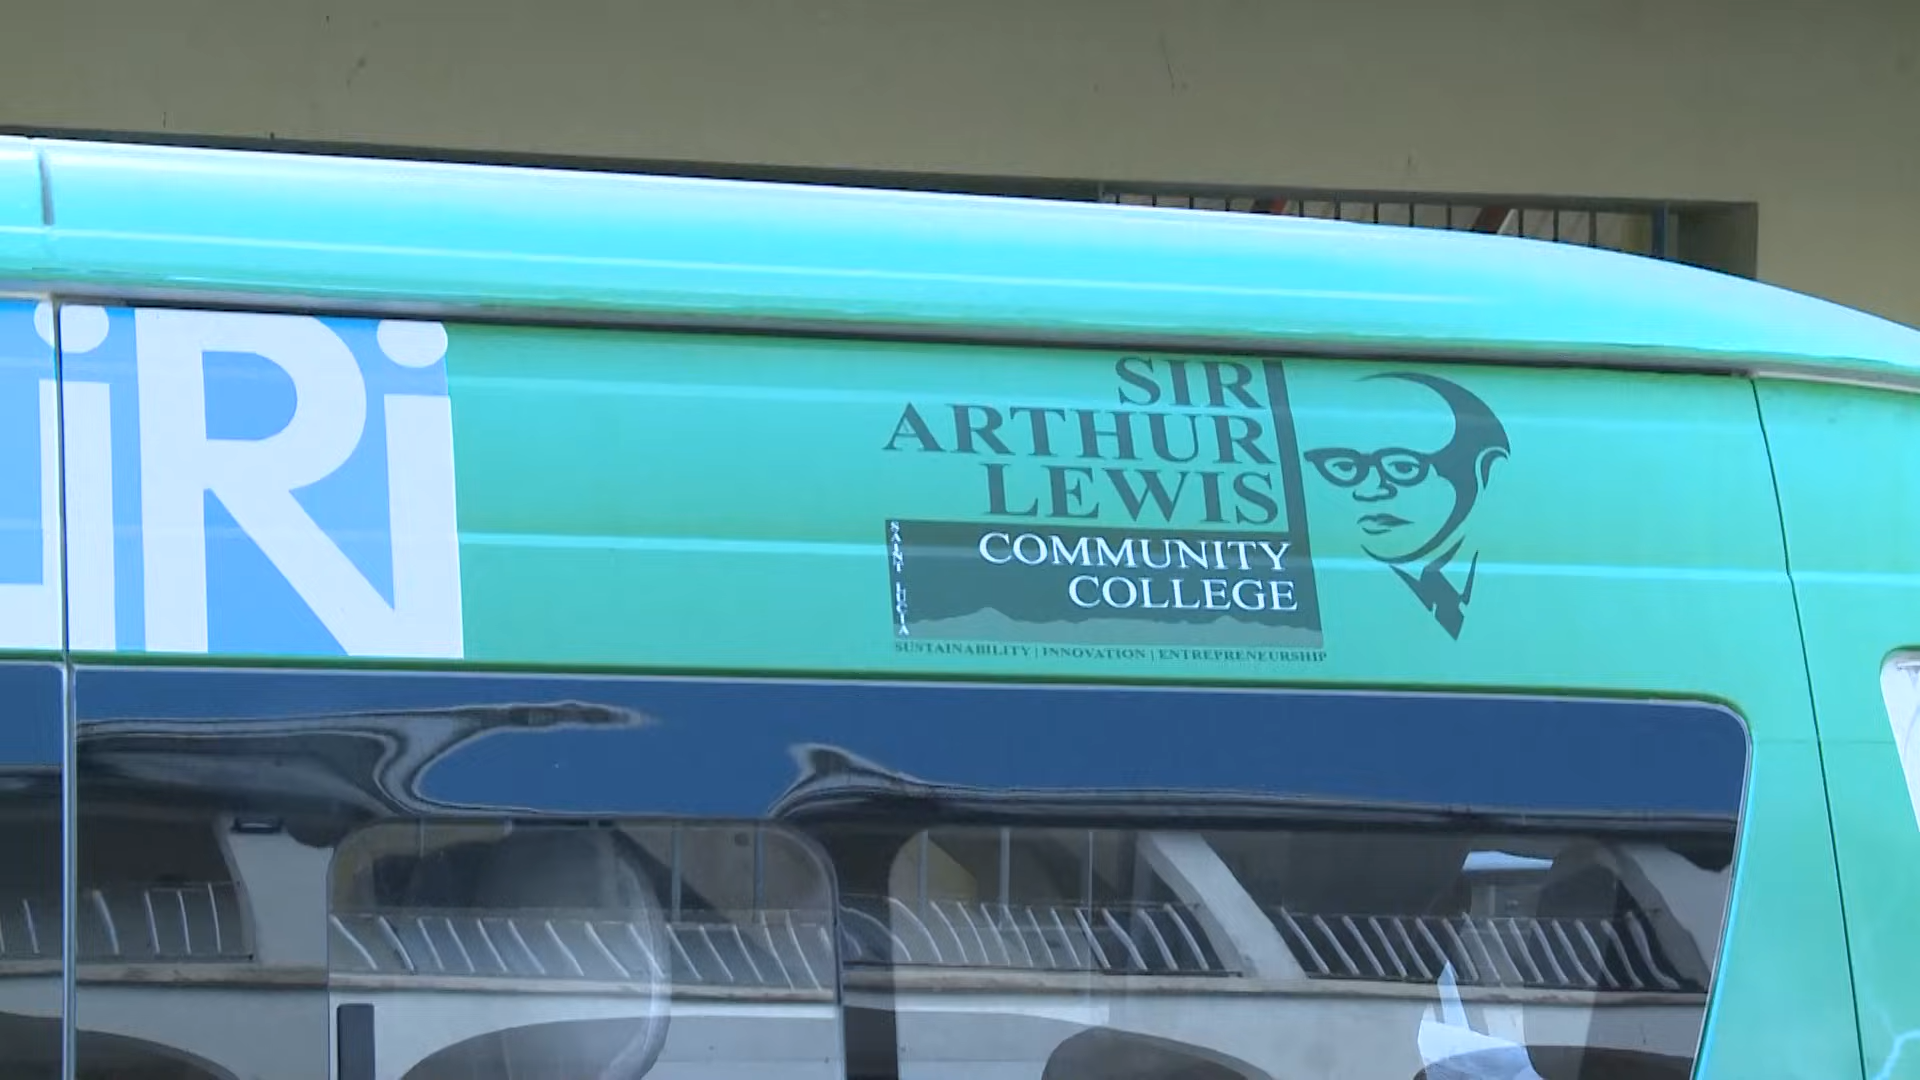 iRi
SIR
ARTHUR
LEWIS
COMMUNITY
COLLEGE
SAINT LUCIA
SUSTAINABILITY | INNOVATION | ENTREPRENEURSHIP